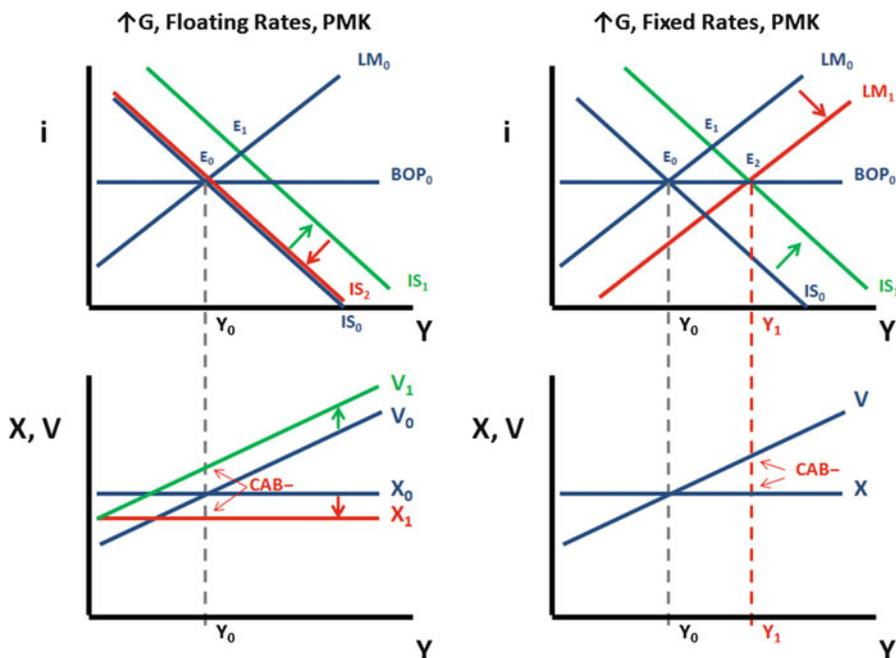 ↑G, Floating Rates, PMK
i
LM₀
E₁
E₀
BOP₀
IS₁
IS₂
IS₀
Y₀
Y
X, V
V₁
V₀
CAB–
X₀
X₁
Y₀
Y
↑G, Fixed Rates, PMK
i
LM₀
LM₁
E₁
E₀
E₂
BOP₀
IS₀
Y₀
Y₁
Y
X, V
V
CAB–
X
Y₀
Y₁
Y